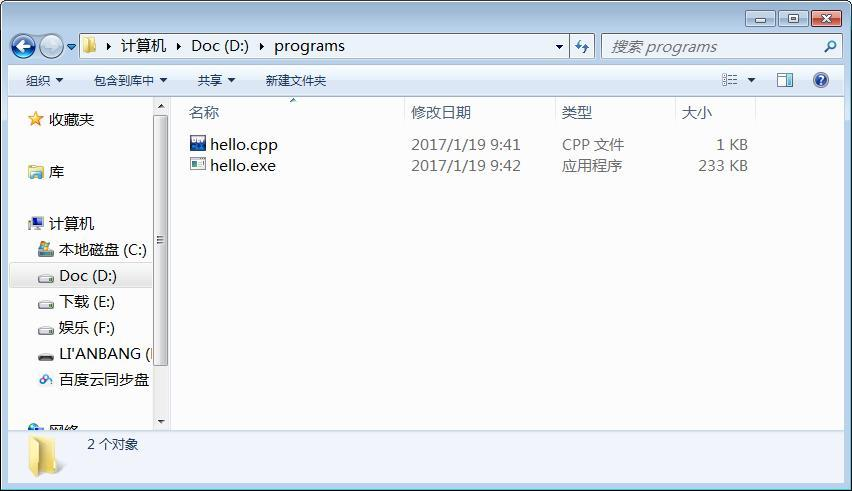 计算机 Doc (D:) programs
搜索 programs
组织 包含到库中 共享 新建文件夹
收藏夹
库
计算机
本地磁盘 (C:)
Doc (D:)
下载 (E:)
娱乐 (F:)
LI'ANBANG (
百度云同步盘
网络
名称 修改日期 类型 大小
hello.cpp 2017/1/19 9:41 CPP 文件 1 KB
hello.exe 2017/1/19 9:42 应用程序 233 KB
2 个对象